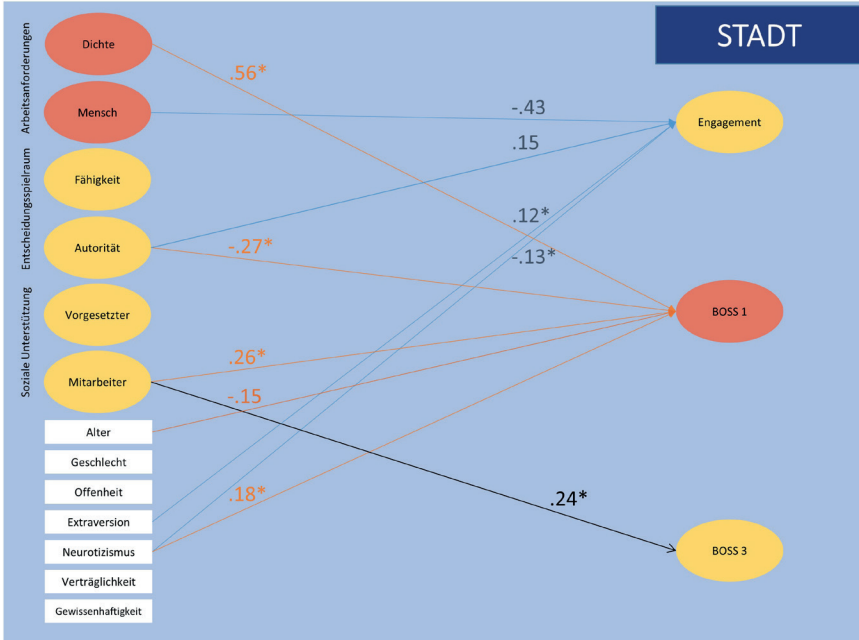 STADT
Arbeitsanforderungen
Dichte
Mensch
Entscheidungsspielraum
Fähigkeit
Autorität
Soziale Unterstützung
Vorgesetzter
Mitarbeiter
Alter
Geschlecht
Offenheit
Extraversion
Neurotizismus
Verträglichkeit
Gewissenhaftigkeit
.56*
-.43
.15
.12*
-.13*
-.27*
.26*
-.15
.18*
.24*
Engagement
BOSS 1
BOSS 3